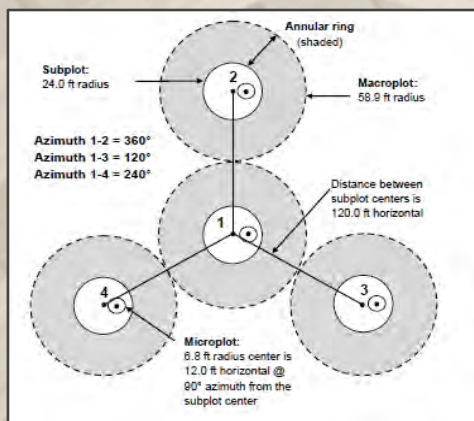 Annular ring
(shaded)
Subplot:
24.0 ft radius
2
Macroplot:
58.9 ft radius
Azimuth 1-2 = 360°
Azimuth 1-3 = 120°
Azimuth 1-4 = 240°
Distance between
subplot centers is
120.0 ft horizontal
1
4
3
Microplot:
6.8 ft radius center is
12.0 ft horizontal @
90° azimuth from the
subplot center